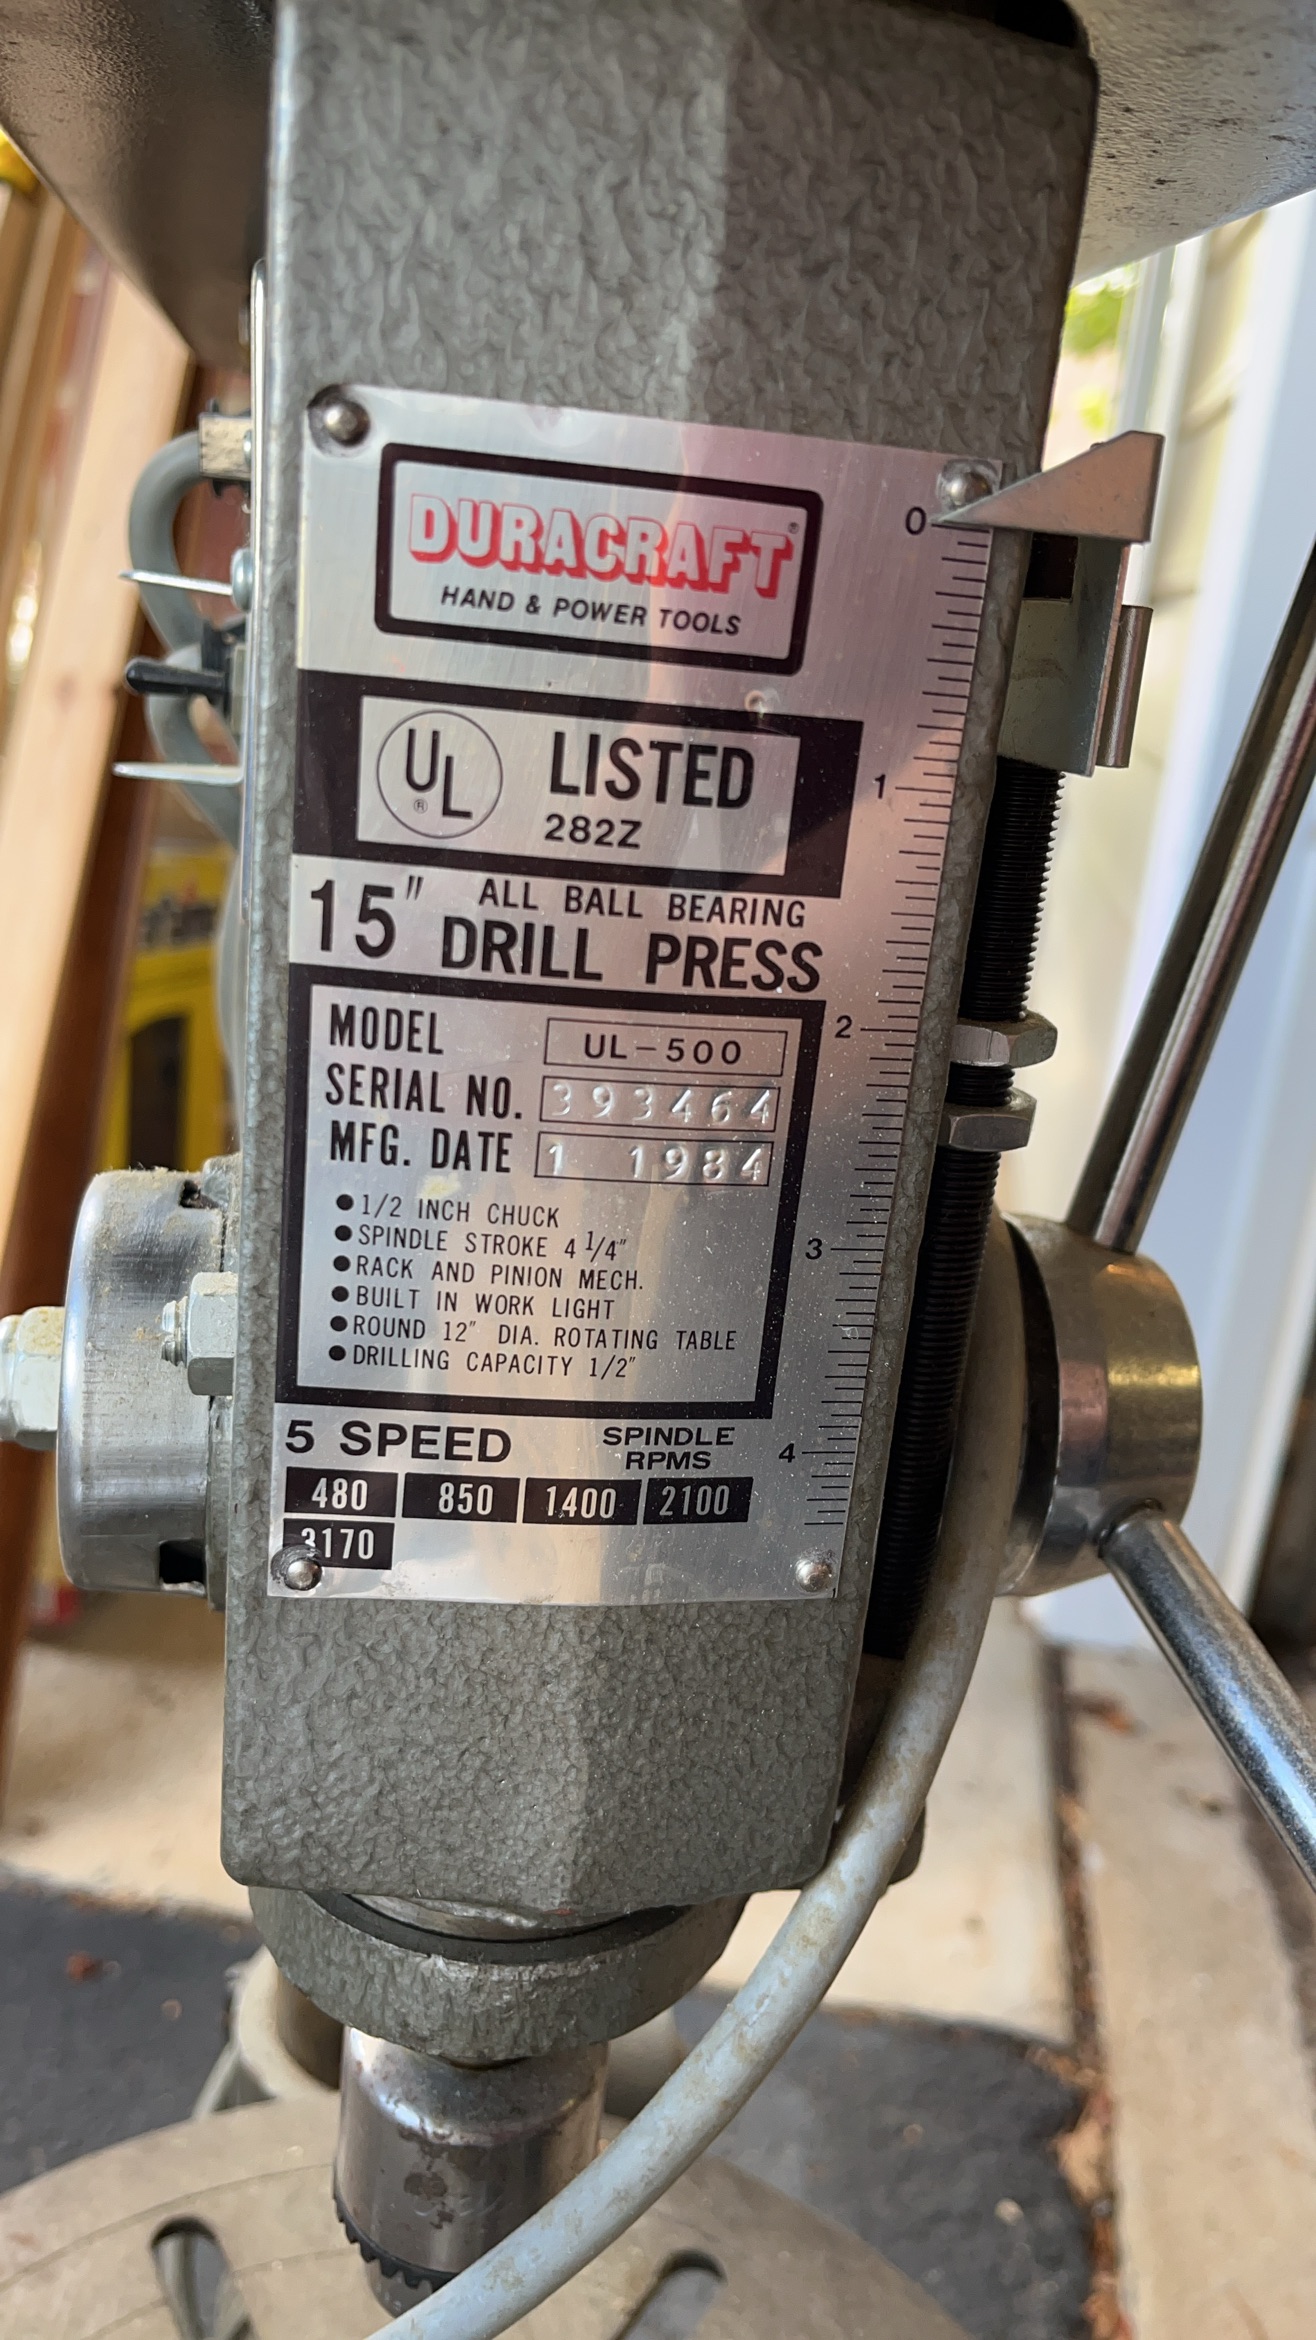 DURACRAFT®
HAND & POWER TOOLS
0
UL® LISTED
282Z
1
15" ALL BALL BEARING
DRILL PRESS
2
MODEL UL-500
SERIAL NO. 393464
MFG. DATE 1 1984
• 1/2 INCH CHUCK
• SPINDLE STROKE 4 1/4"
3
• RACK AND PINION MECH.
• BUILT IN WORK LIGHT
• ROUND 12" DIA. ROTATING TABLE
• DRILLING CAPACITY 1/2"
5 SPEED SPINDLE RPMS
4
480 850 1400 2100
3170